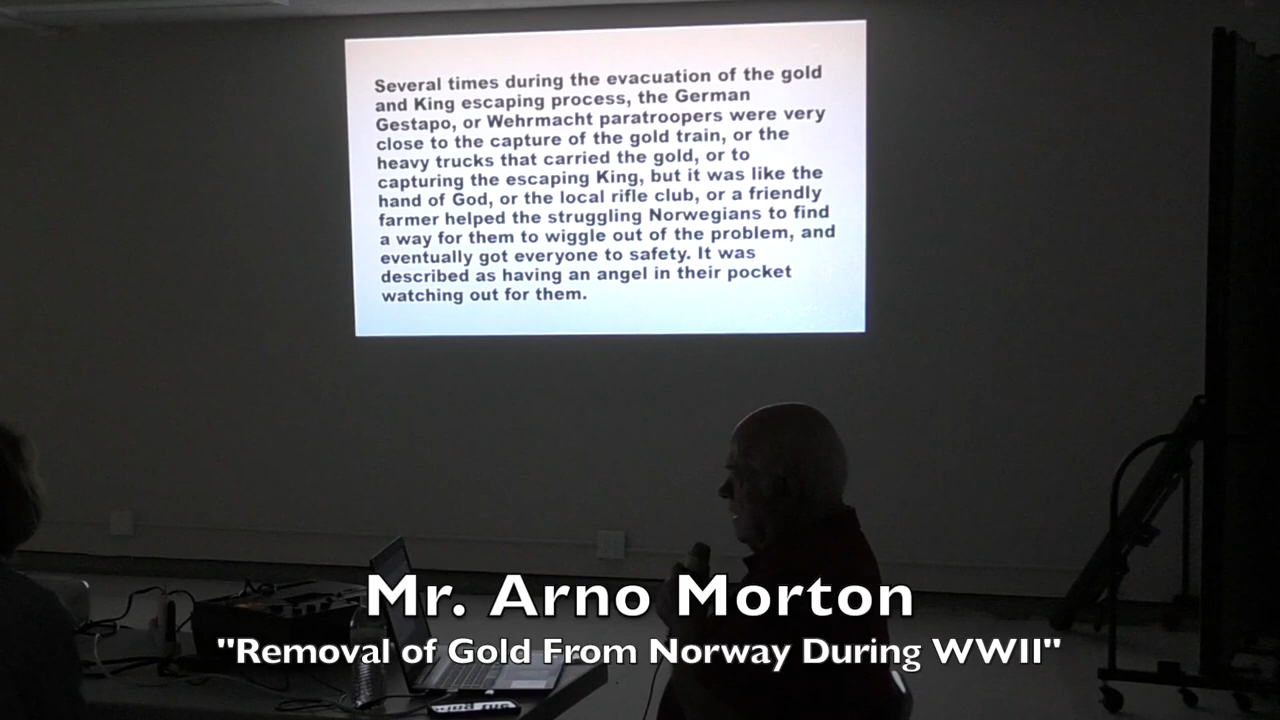 Several times during the evacuation of the gold
and King escaping process, the German
Gestapo, or Wehrmacht paratroopers were very
close to the capture of the gold train, or the
heavy trucks that carried the gold, or to
capturing the escaping King, but it was like the
hand of God, or the local rifle club, or a friendly
farmer helped the struggling Norwegians to find
a way for them to wiggle out of the problem, and
eventually got everyone to safety. It was
described as having an angel in their pocket
watching out for them.
Mr. Arno Morton
"Removal of Gold From Norway During WWII"